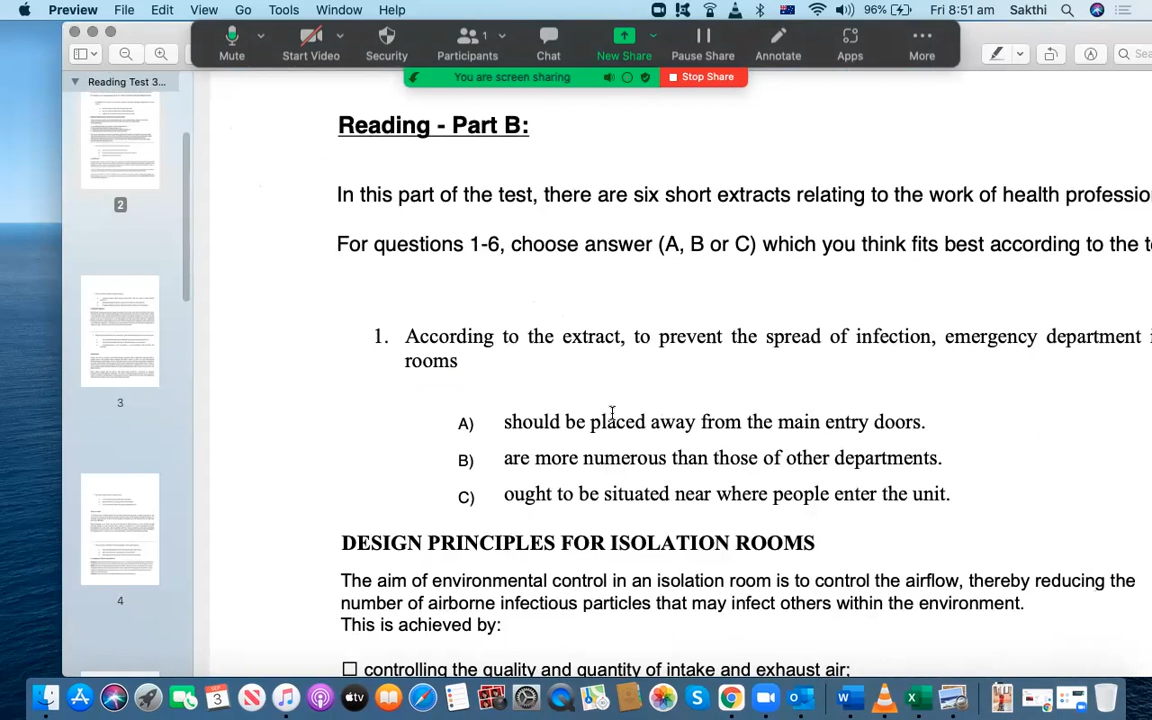 Preview File Edit View Go Tools Window Help 96% Fri 8:51 am Sakthi
Mute Start Video Security Participants 1 Chat New Share Pause Share Annotate Apps More
You are screen sharing Stop Share
Reading Test 3...
2
3
4
Reading - Part B:
In this part of the test, there are six short extracts relating to the work of health professio
For questions 1-6, choose answer (A, B or C) which you think fits best according to the t
1. According to the extract, to prevent the spread of infection, emergency department i
rooms
A) should be placed away from the main entry doors.
B) are more numerous than those of other departments.
C) ought to be situated near where people enter the unit.
DESIGN PRINCIPLES FOR ISOLATION ROOMS
The aim of environmental control in an isolation room is to control the airflow, thereby reducing the
number of airborne infectious particles that may infect others within the environment.
This is achieved by:
☐ controlling the quality and quantity of intake and exhaust air;